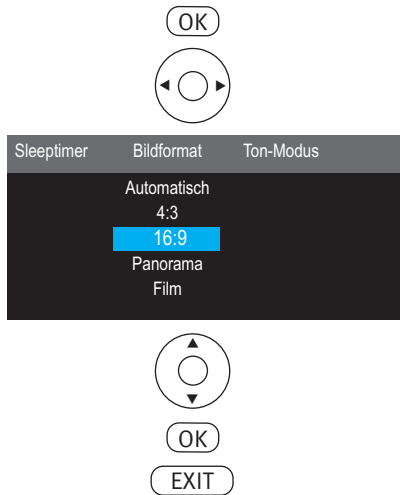 OK
Sleeptimer Bildformat Ton-Modus
Automatisch
4:3
16:9
Panorama
Film
OK
EXIT